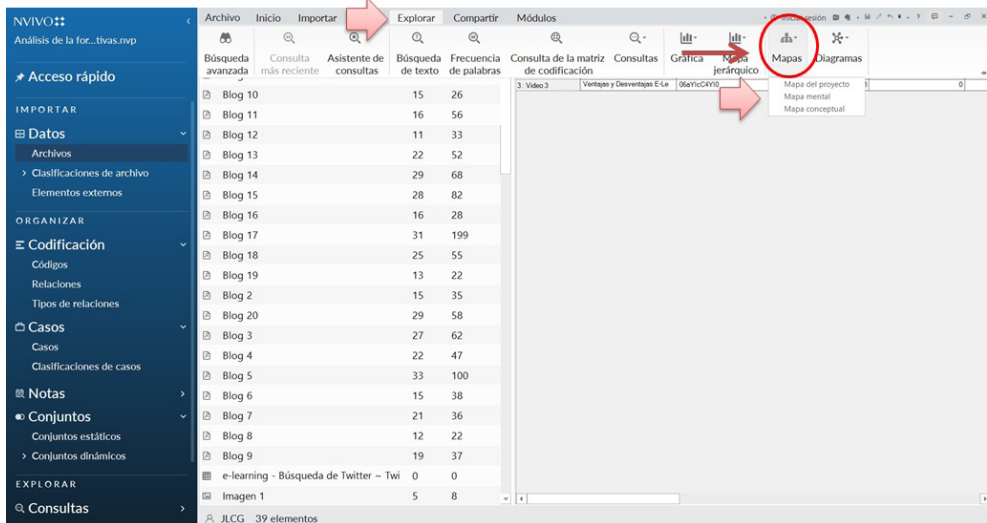 NVIVO
Análisis de la for...tivas.nvp
Acceso rápido
IMPORTAR
Datos
Archivos
Clasificaciones de archivo
Elementos externos
ORGANIZAR
Codificación
Códigos
Relaciones
Tipos de relaciones
Casos
Casos
Clasificaciones de casos
Notas
Conjuntos
Conjuntos estáticos
Conjuntos dinámicos
EXPLORAR
Consultas
Archivo Inicio Importar Explorar Compartir Módulos
sesión
Búsqueda avanzada
Consulta más reciente
Asistente de consultas
Búsqueda de texto
Frecuencia de palabras
Consulta de la matriz de codificación
Consultas
Gráfica
Mapa jerárquico
Mapas
Diagramas
Mapa del proyecto
Mapa mental
Mapa conceptual
3 : Video 3 Ventajas y Desventajas E-Le 0
Blog 10 15 26
Blog 11 16 56
Blog 12 11 33
Blog 13 22 52
Blog 14 29 68
Blog 15 28 82
Blog 16 16 28
Blog 17 31 199
Blog 18 25 55
Blog 19 13 22
Blog 2 15 35
Blog 20 29 58
Blog 3 27 62
Blog 4 22 47
Blog 5 33 100
Blog 6 15 38
Blog 7 21 36
Blog 8 12 22
Blog 9 19 37
e-learning - Búsqueda de Twitter ~ Twi 0 0
Imagen 1 5 8
JLCG 39 elementos